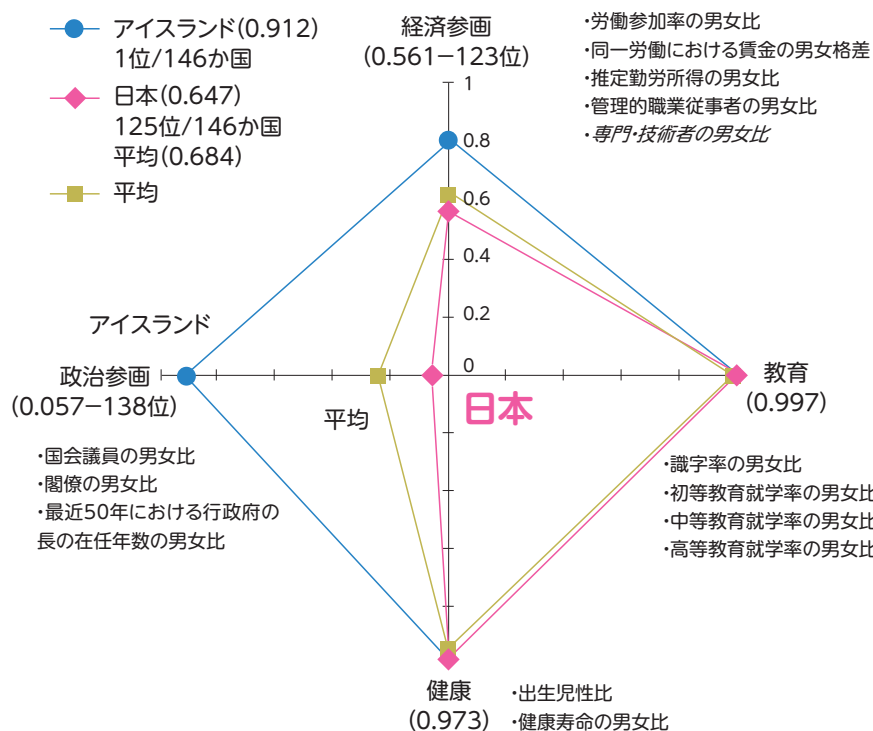 アイスランド(0.912)
1位/146か国
日本(0.647)
125位/146か国
平均(0.684)
平均
経済参画
(0.561−123位)
・労働参加率の男女比
・同一労働における賃金の男女格差
・推定勤労所得の男女比
・管理的職業従事者の男女比
・専門・技術者の男女比
1
0.8
0.6
0.4
0.2
0
アイスランド
政治参画
(0.057−138位)
・国会議員の男女比
・閣僚の男女比
・最近50年における行政府の
長の在任年数の男女比
平均
日本
教育
(0.997)
・識字率の男女比
・初等教育就学率の男女比
・中等教育就学率の男女比
・高等教育就学率の男女比
健康
(0.973)
・出生児性比
・健康寿命の男女比